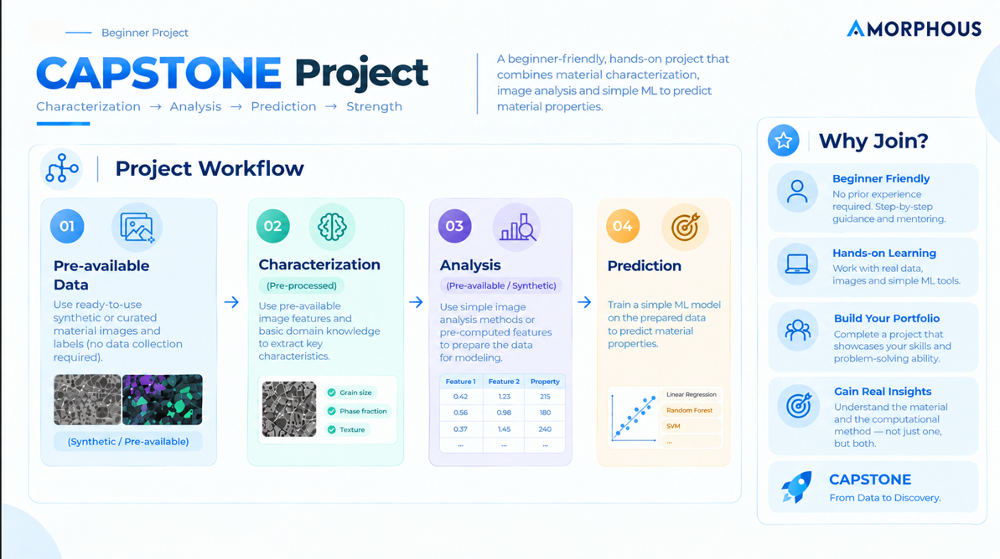 Beginner Project
AMORPHOUS
CAPSTONE Project
Characterization → Analysis → Prediction → Strength
A beginner-friendly, hands-on project that
combines material characterization,
image analysis and simple ML to predict
material properties.
Project Workflow
01
Pre-available
Data
Use ready-to-use
synthetic or curated
material images and
labels (no data collection
required).
(Synthetic / Pre-available)
02
Characterization
(Pre-processed)
Use pre-available
image features and
basic domain knowledge
to extract key
characteristics.
Grain size
Phase fraction
Texture
03
Analysis
(Pre-available / Synthetic)
Use simple image
analysis methods or
pre-computed features
to prepare the data
for modeling.
Feature 1 Feature 2 Property
0.42 1.23 215
0.56 0.98 180
0.37 1.45 240
... ... ...
04
Prediction
Train a simple ML model
on the prepared data
to predict material
properties.
Linear Regression
Random Forest
SVM
...
Why Join?
Beginner Friendly
No prior experience
required. Step-by-step
guidance and mentoring.
Hands-on Learning
Work with real data,
images and simple ML tools.
Build Your Portfolio
Complete a project that
showcases your skills and
problem-solving ability.
Gain Real Insights
Understand the material
and the computational
method — not just one,
but both.
CAPSTONE
From Data to Discovery.